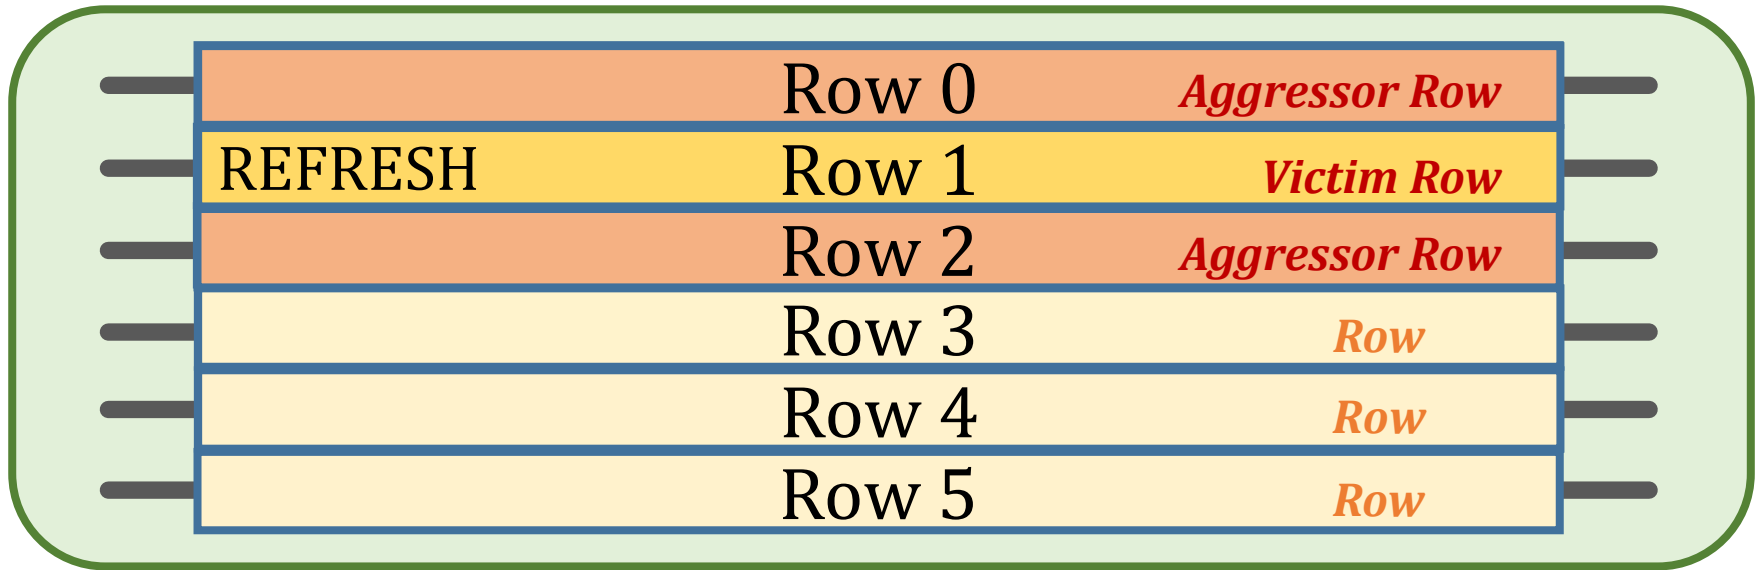 Row 0 Aggressor Row
REFRESH Row 1 Victim Row
Row 2 Aggressor Row
Row 3 Row
Row 4 Row
Row 5 Row